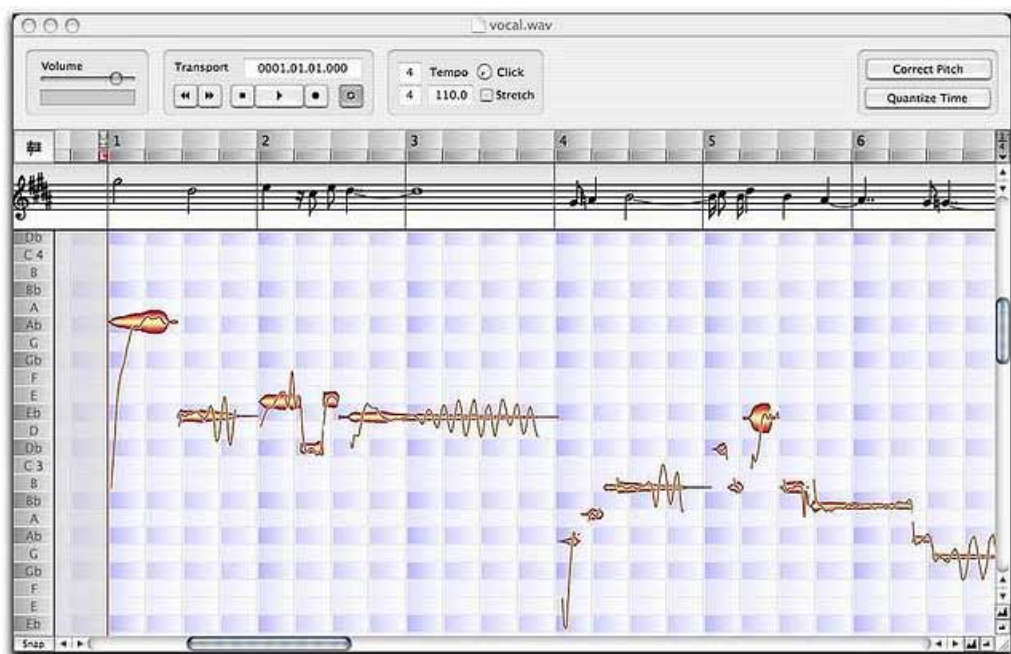 vocal.wav
Volume
Transport 0001.01.01.000
4 Tempo Click
4 110.0 Stretch
Correct Pitch
Quantize Time
1 2 3 4 5 6
Db
C 4
B
Bb
A
Ab
G
Gb
F
E
Eb
D
Db
C 3
B
Bb
A
Ab
G
Gb
F
E
Eb
Snap